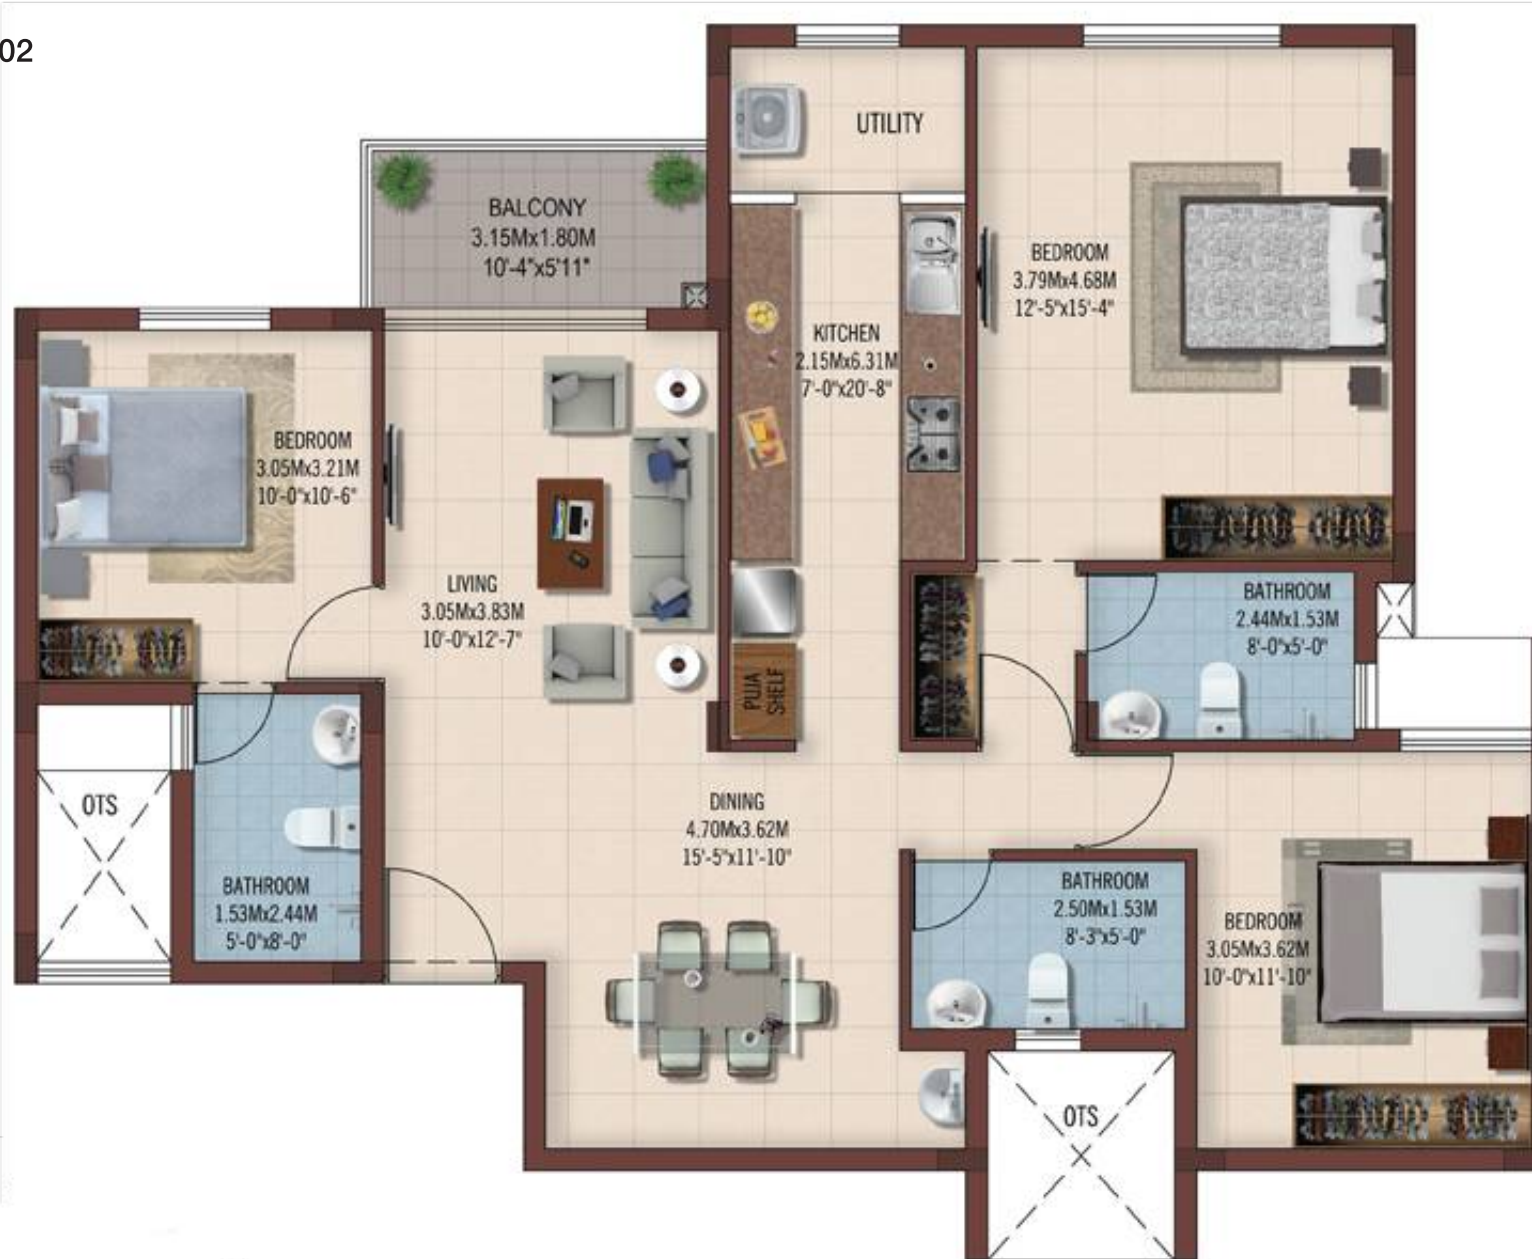 02
UTILITY
BALCONY
3.15Mx1.80M
10'-4"x5'11"
BEDROOM
3.79Mx4.68M
12'-5"x15'-4"
KITCHEN
2.15Mx6.31M
7'-0"x20'-8"
BEDROOM
3.05Mx3.21M
10'-0"x10'-6"
LIVING
3.05Mx3.83M
10'-0"x12'-7"
BATHROOM
2.44Mx1.53M
8'-0"x5'-0"
PUJA
SHELF
OTS
DINING
4.70Mx3.62M
15'-5"x11'-10"
BATHROOM
1.53Mx2.44M
5'-0"x8'-0"
BATHROOM
2.50Mx1.53M
8'-3"x5'-0"
BEDROOM
3.05Mx3.62M
10'-0"x11'-10"
OTS